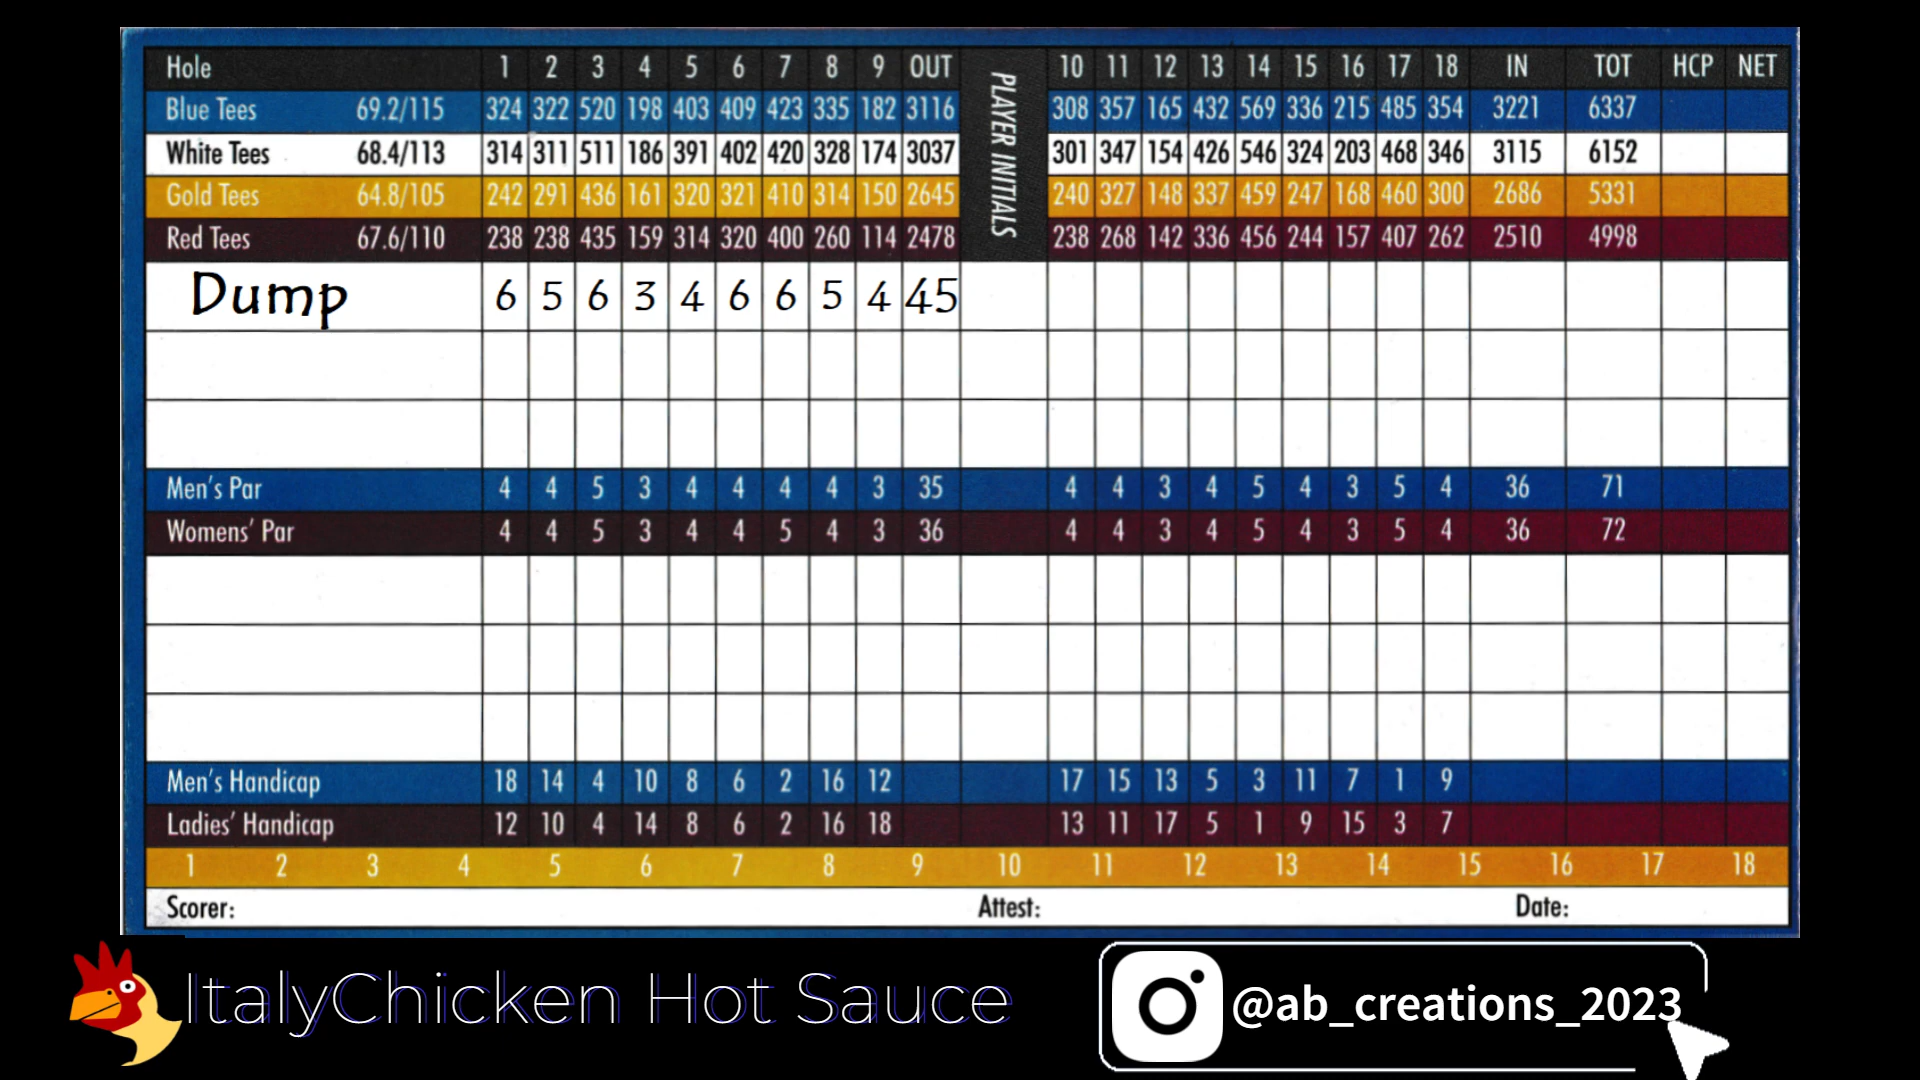 Hole 1 2 3 4 5 6 7 8 9 OUT PLAYER INITIALS 10 11 12 13 14 15 16 17 18 IN TOT HCP NET
Blue Tees 69.2/115 324 322 520 198 403 409 423 335 182 3116 308 357 165 432 569 336 215 485 354 3221 6337
White Tees 68.4/113 314 311 511 186 391 402 420 328 174 3037 301 347 154 426 546 324 203 468 346 3115 6152
Gold Tees 64.8/105 242 291 436 161 320 321 410 314 150 2645 240 327 148 337 459 247 168 460 300 2686 5331
Red Tees 67.6/110 238 238 435 159 314 320 400 260 114 2478 238 268 142 336 456 244 157 407 262 2510 4998
Dump 6 5 6 3 4 6 6 5 4 45
Men's Par 4 4 5 3 4 4 4 4 3 35 4 4 3 4 5 4 3 5 4 36 71
Womens' Par 4 4 5 3 4 4 5 4 3 36 4 4 3 4 5 4 3 5 4 36 72
Men's Handicap 18 14 4 10 8 6 2 16 12 17 15 13 5 3 11 7 1 9
Ladies' Handicap 12 10 4 14 8 6 2 16 18 13 11 17 5 1 9 15 3 7
1 2 3 4 5 6 7 8 9 10 11 12 13 14 15 16 17 18
Scorer: Attest: Date:
ItalyChicken Hot Sauce
@ab_creations_2023